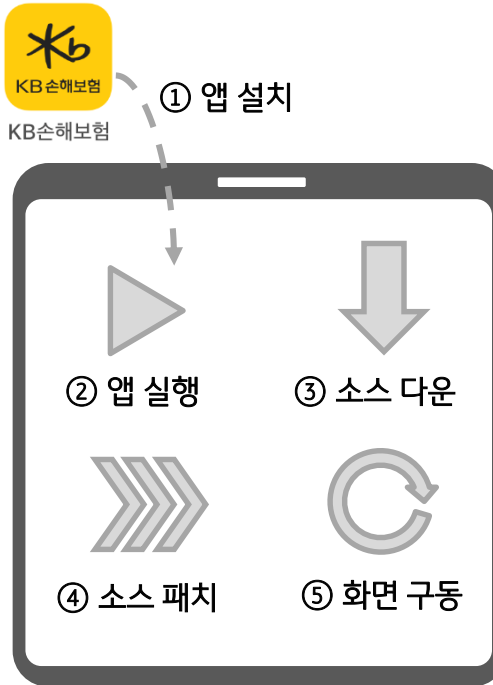 Kb
KB손해보험
KB손해보험
① 앱 설치
② 앱 실행
③ 소스 다운
④ 소스 패치
⑤ 화면 구동